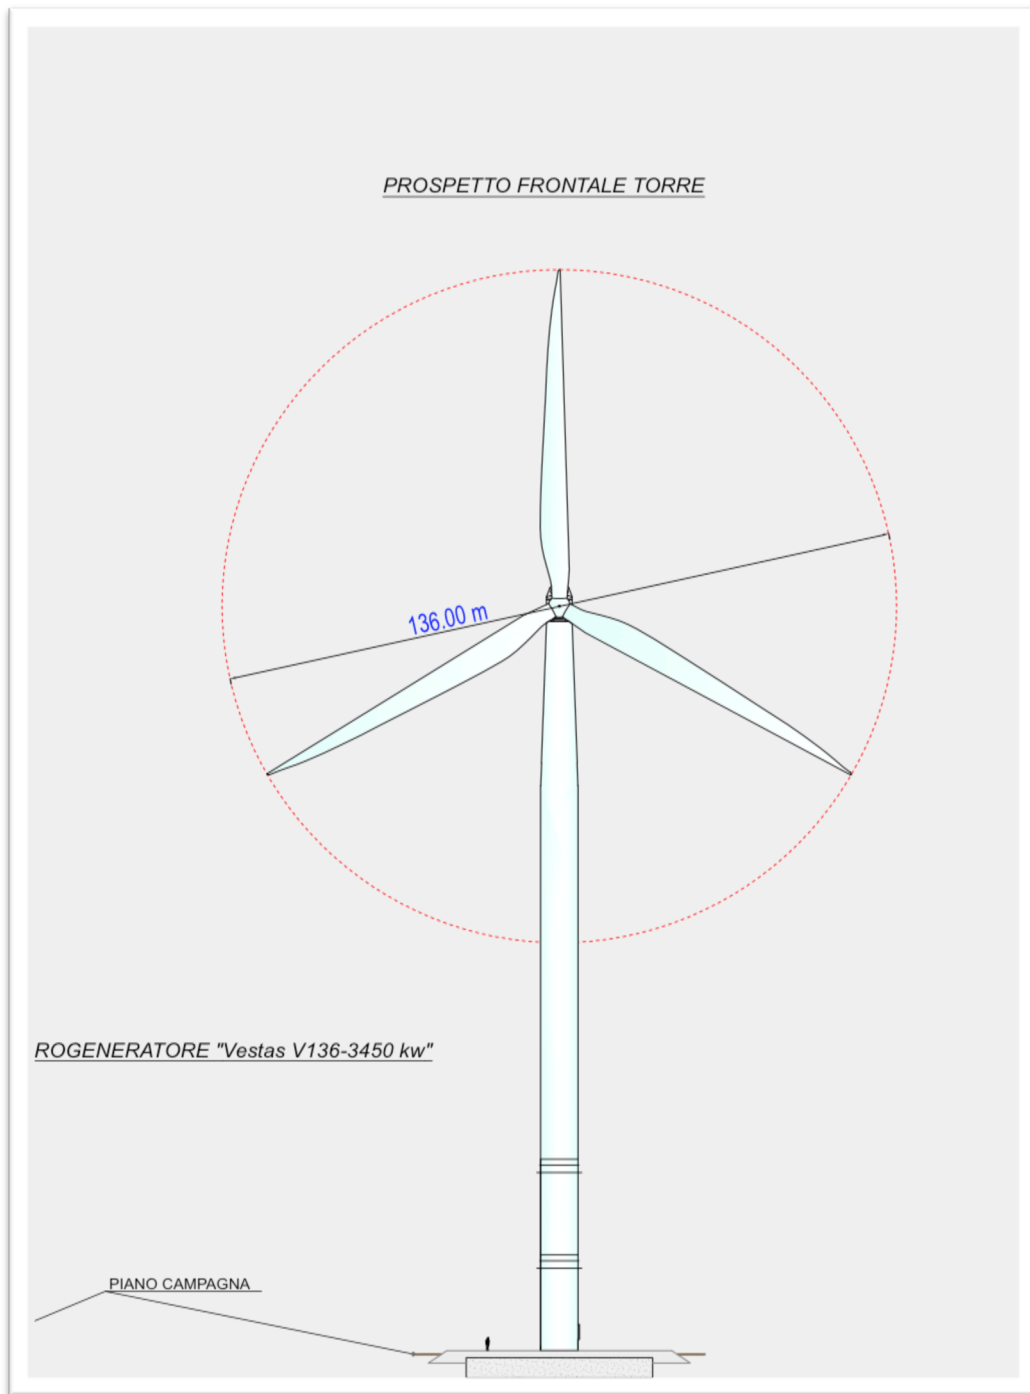 PROSPETTO FRONTALE TORRE
136.00 m
ROGENERATORE "Vestas V136-3450 kw"
PIANO CAMPAGNA